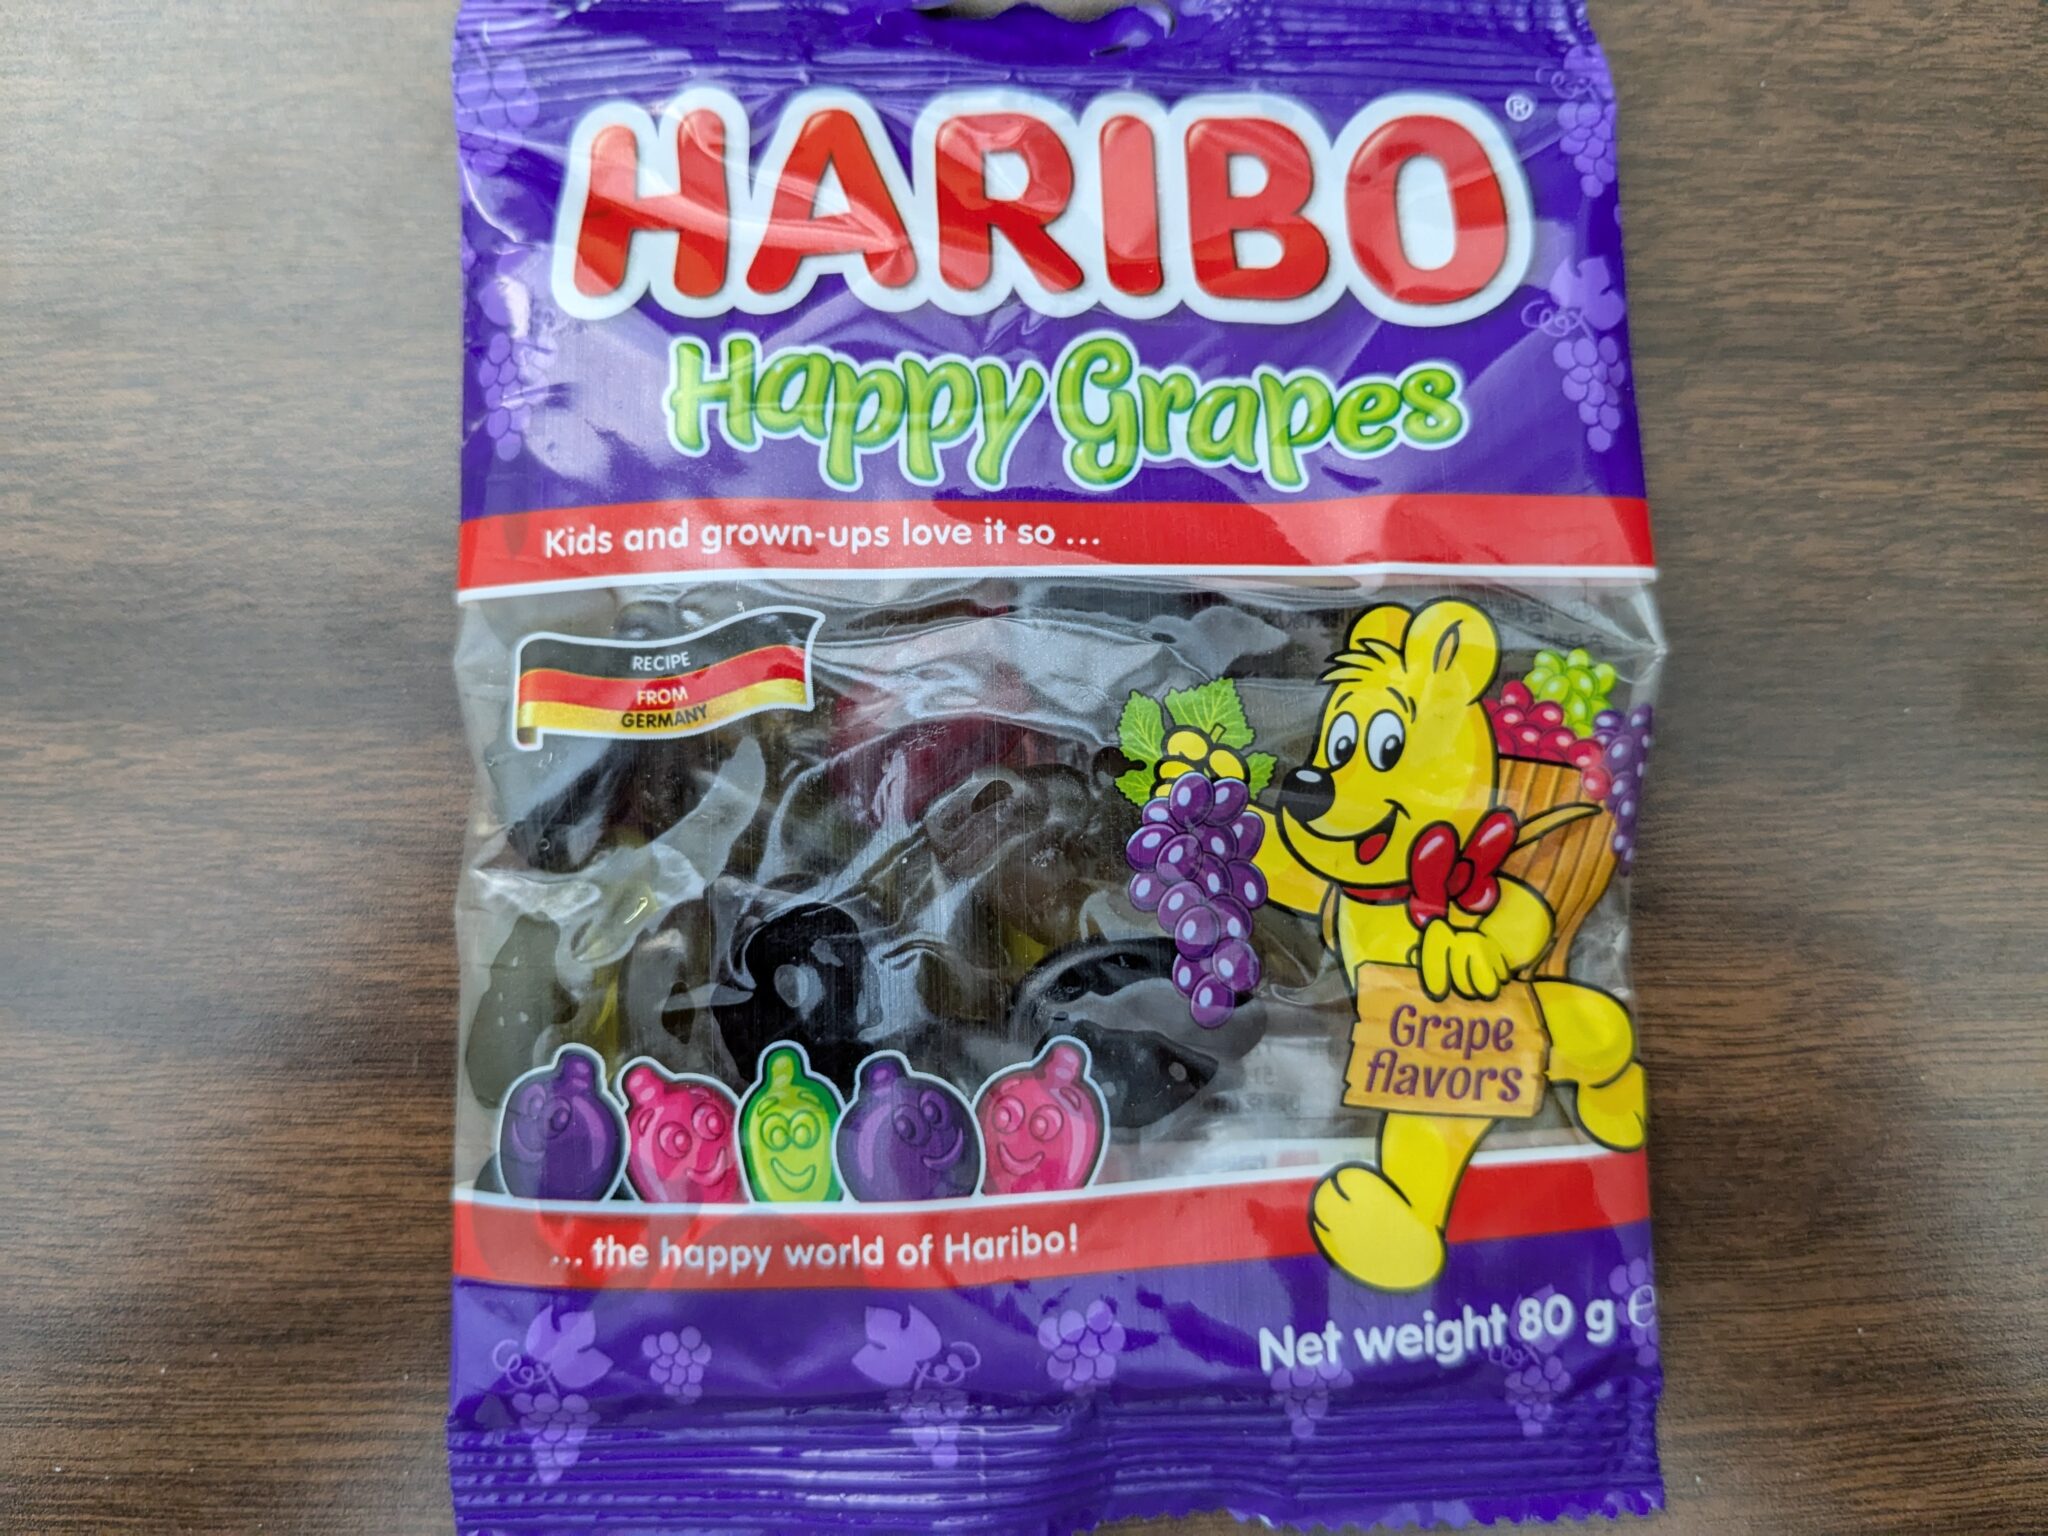 HARIBO®
Happy Grapes
Kids and grown-ups love it so ...
RECIPE
FROM
GERMANY
Grape
flavors
... the happy world of Haribo!
Net weight 80 g ℮